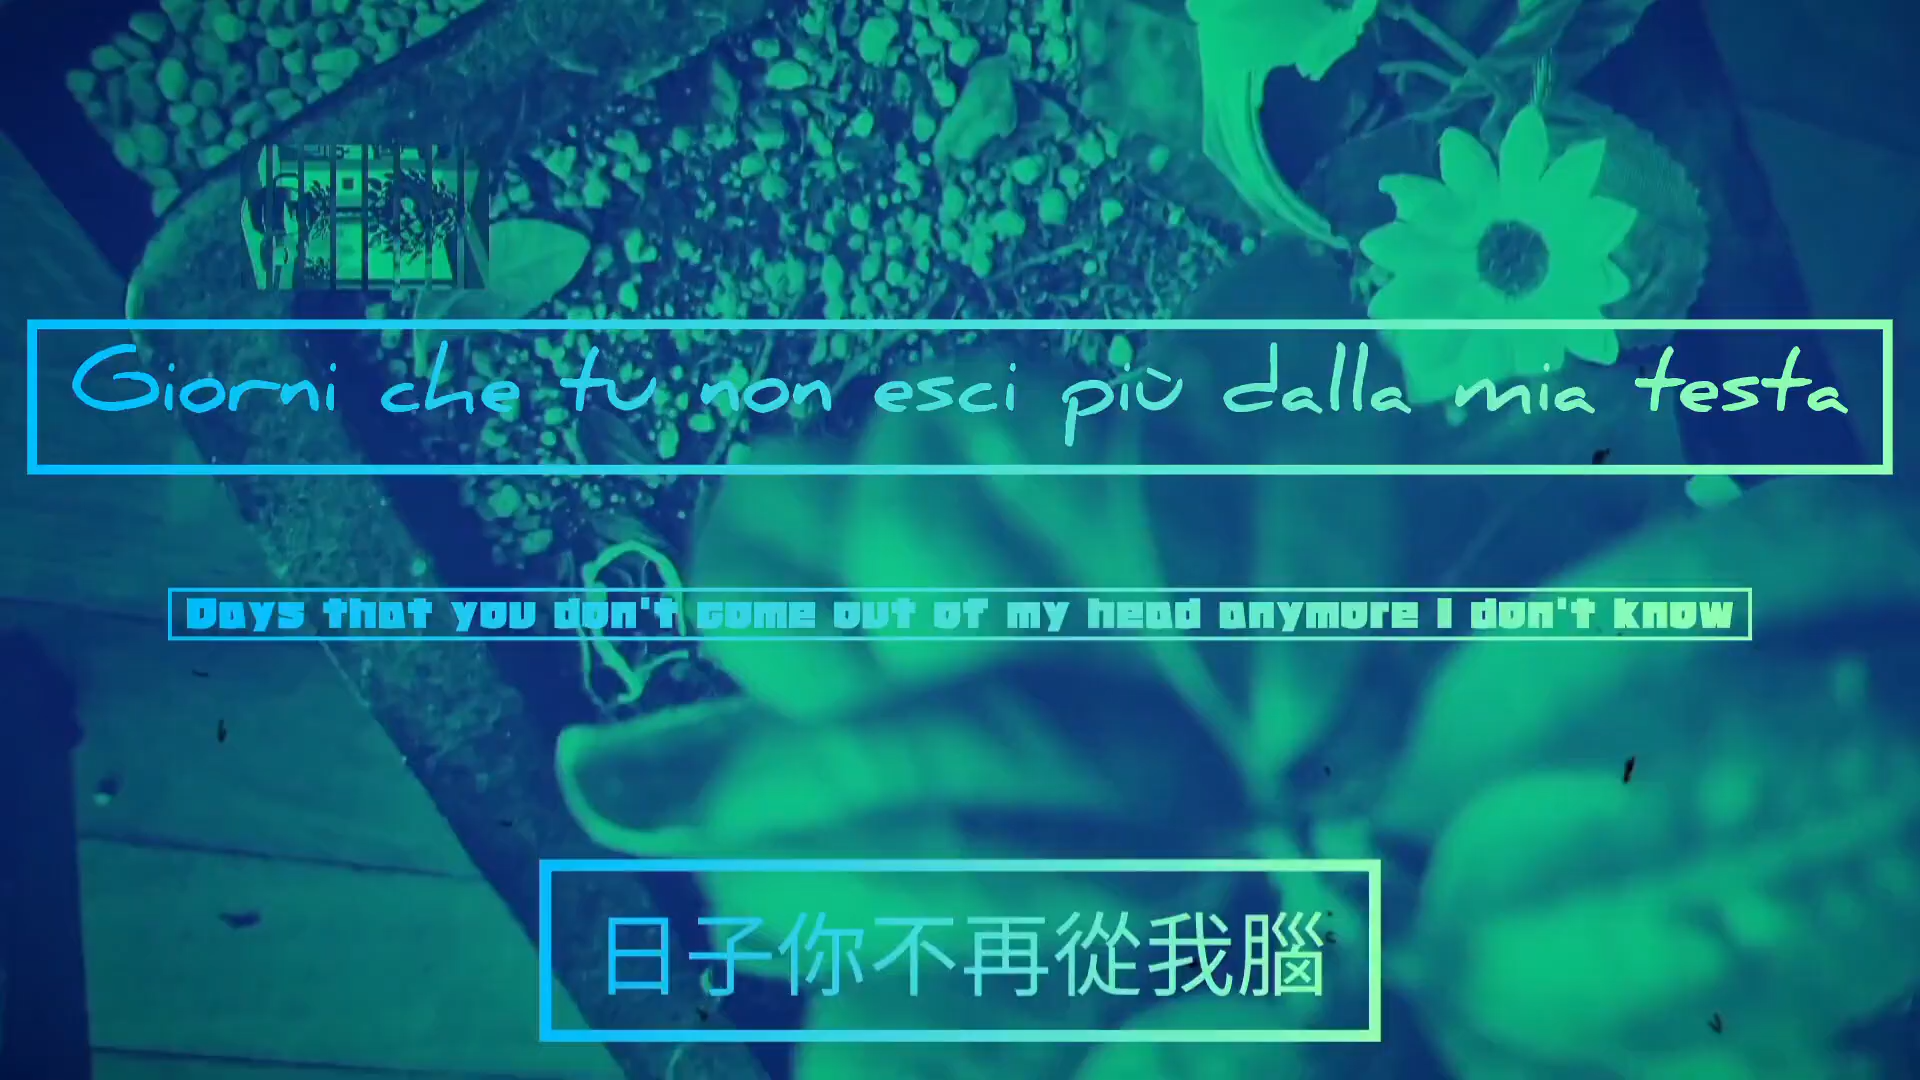 Giorni che tu non esci più dalla mia testa
Days that you don't come out of my head anymore I don't know
日子你不再從我腦